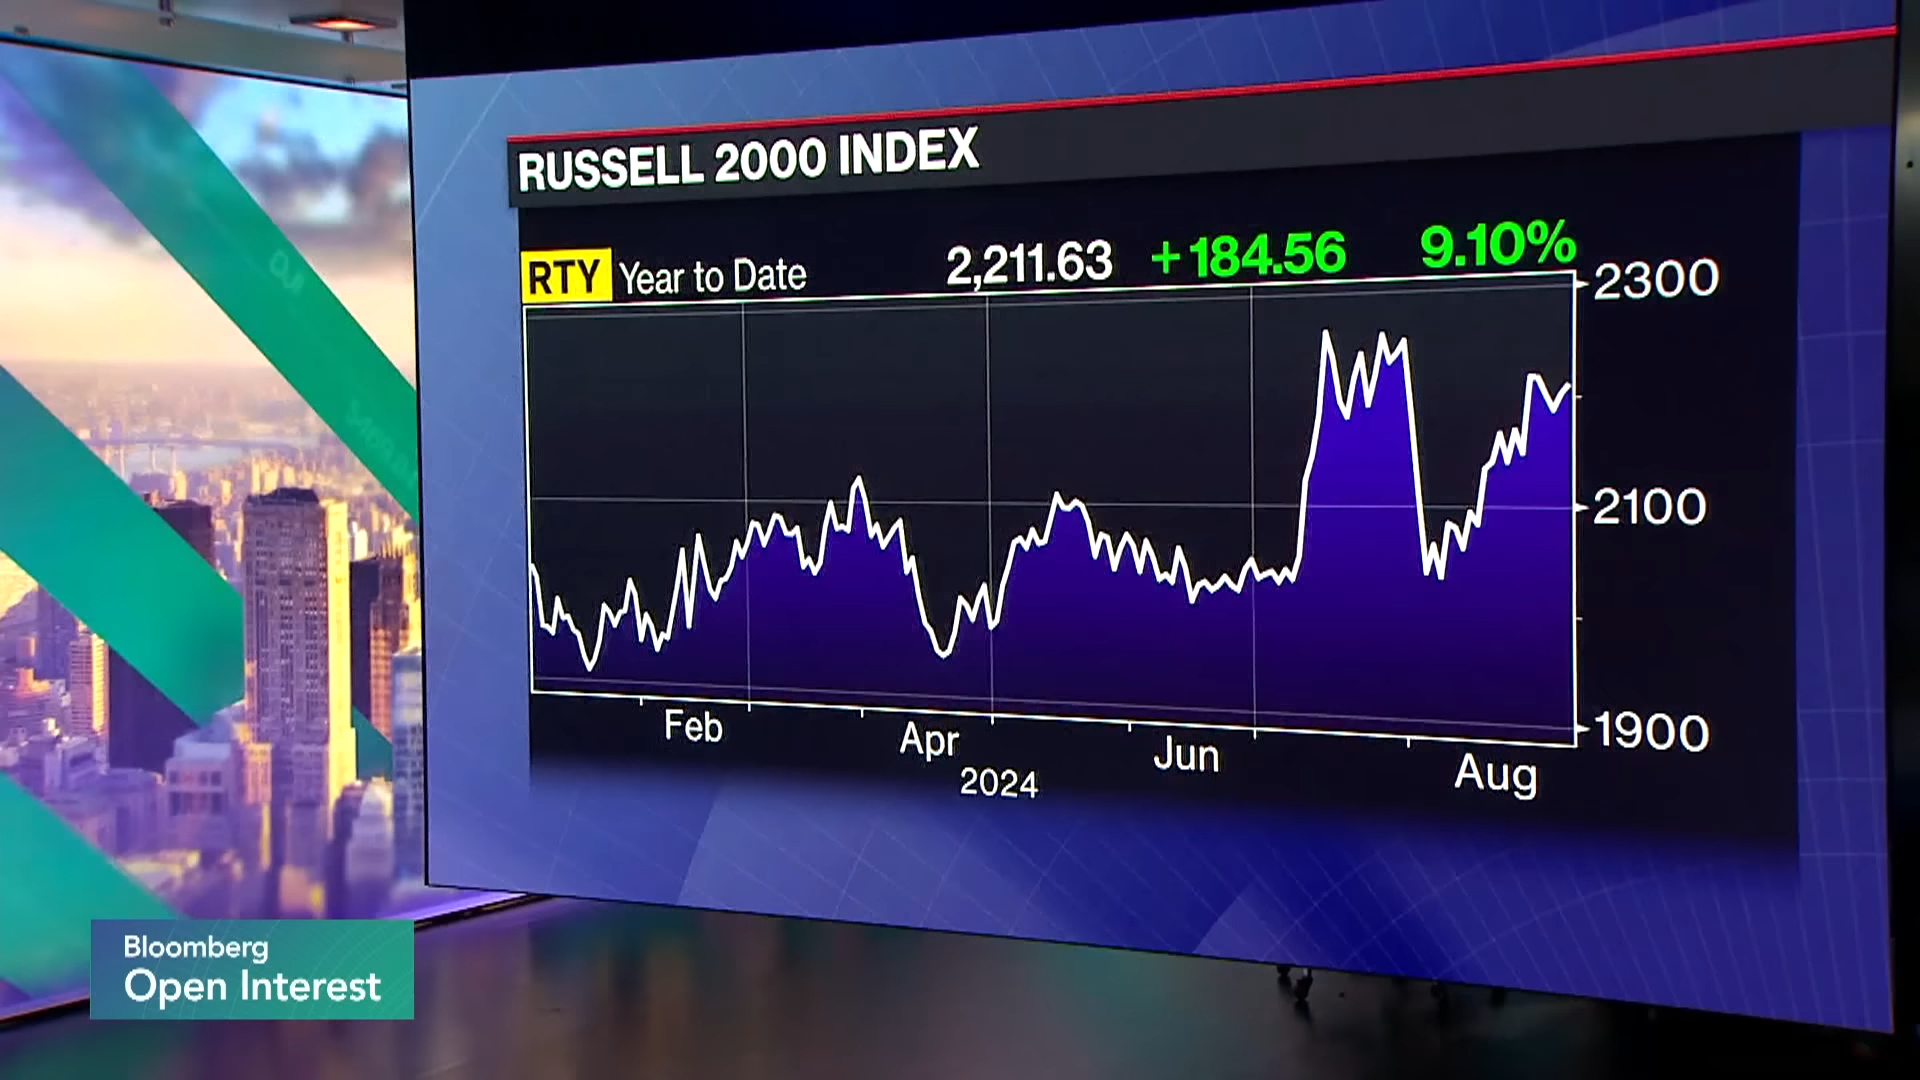 RUSSELL 2000 INDEX
RTY Year to Date 2,211.63 +184.56 9.10%
2300
2100
1900
Feb Apr Jun Aug
2024
DJI
Bloomberg
Open Interest